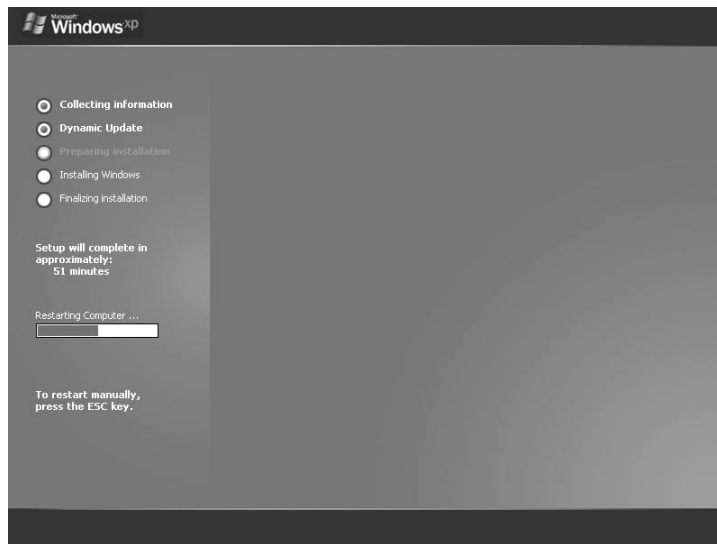 Microsoft
Windows xp
Collecting information
Dynamic Update
Preparing installation
Installing Windows
Finalizing installation
Setup will complete in
approximately:
51 minutes
Restarting Computer ...
To restart manually,
press the ESC key.